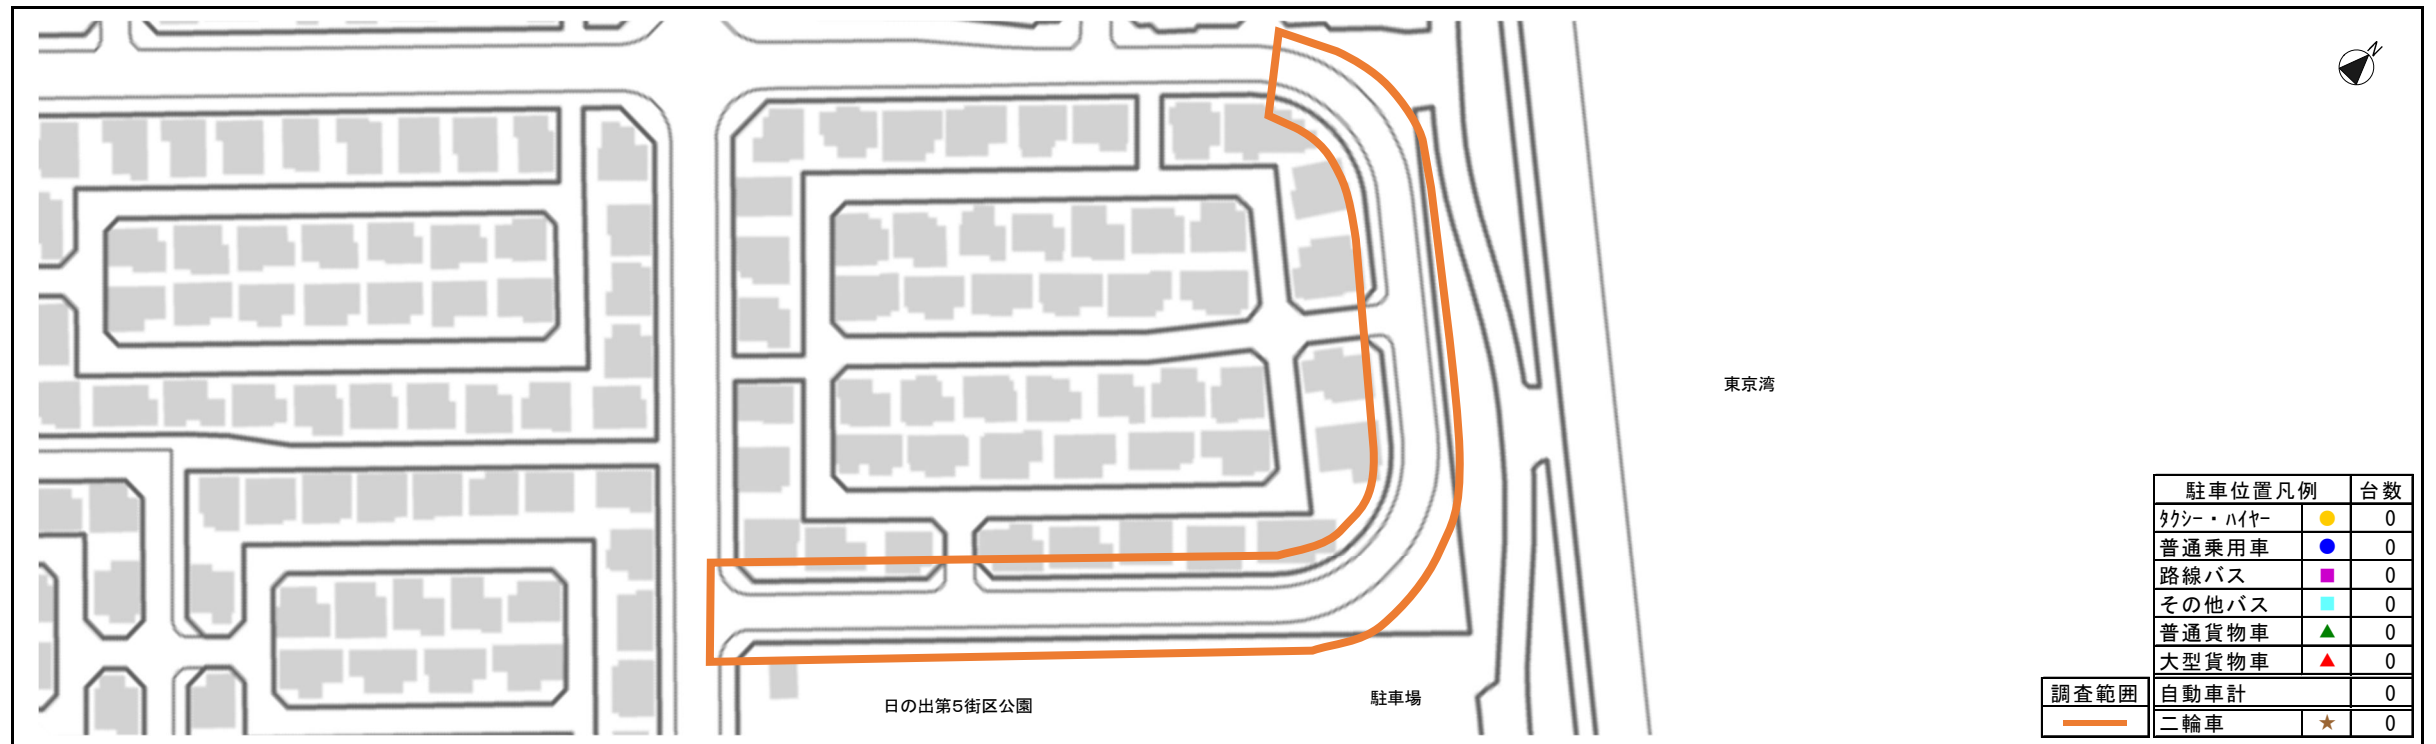 N
東京湾
日の出第5街区公園
駐車場
駐車位置凡例 台数
ﾀｸｼｰ・ﾊｲﾔｰ 0
普通乗用車 0
路線バス 0
その他バス 0
普通貨物車 0
大型貨物車 0
調査範囲 自動車計 0
二輪車 0